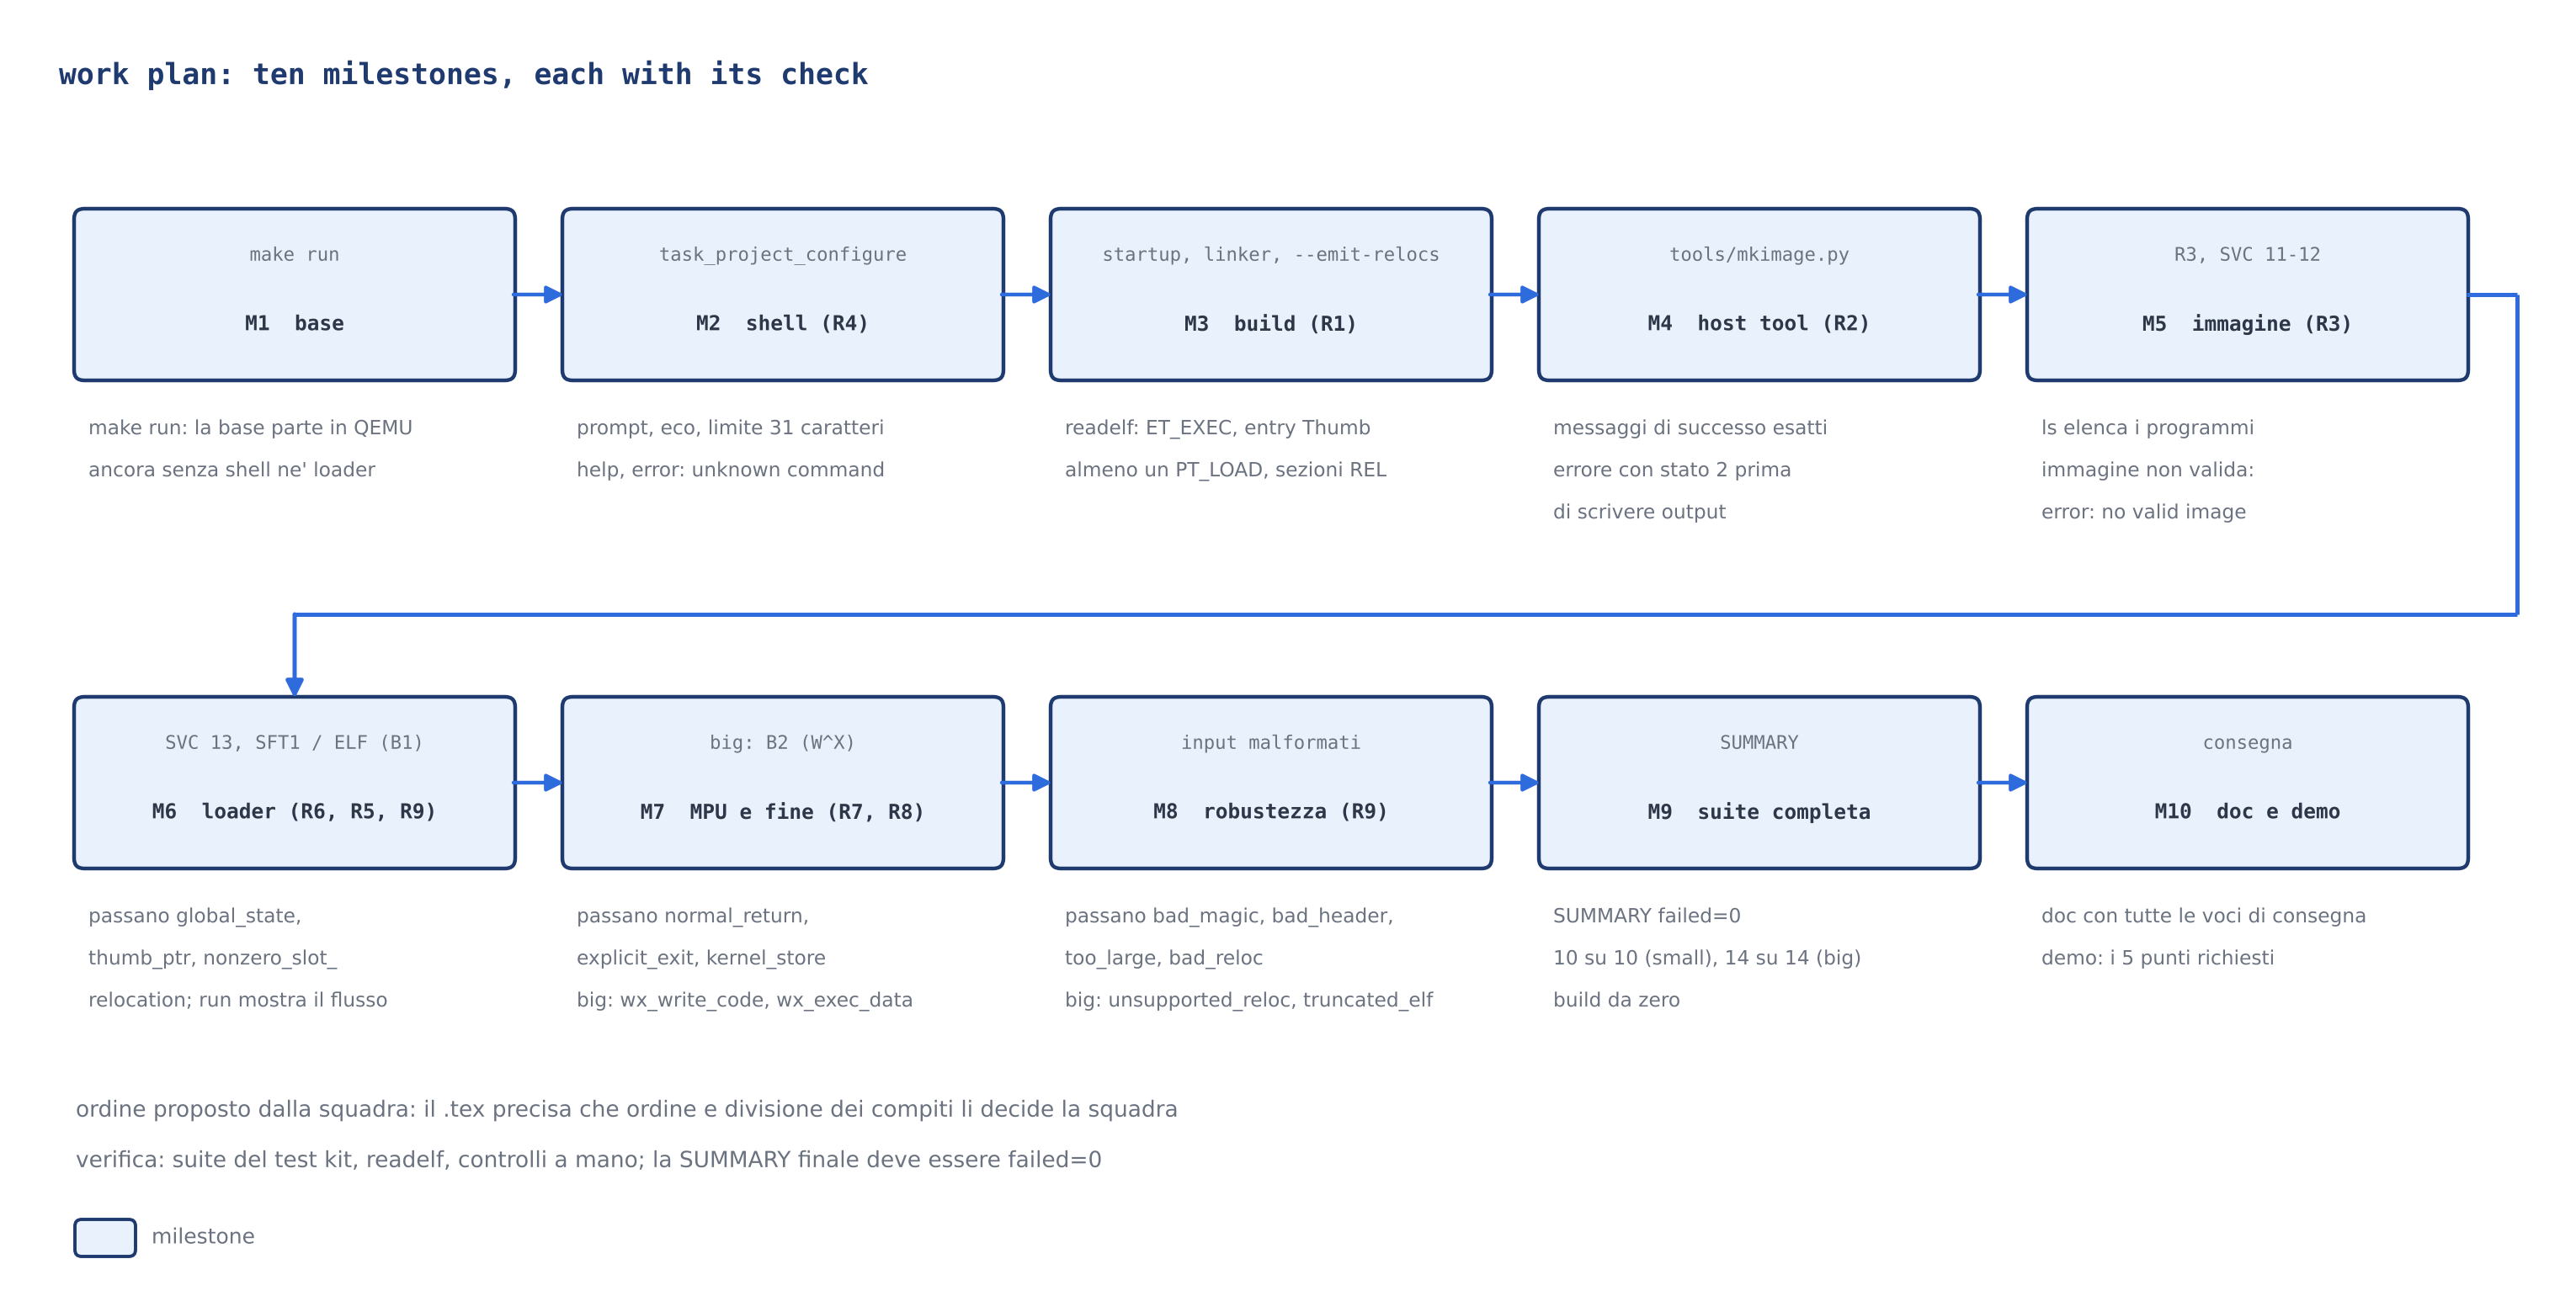 work plan: ten milestones, each with its check
make run
M1  base
make run: la base parte in QEMU
ancora senza shell ne' loader
task_project_configure
M2  shell (R4)
prompt, eco, limite 31 caratteri
help, error: unknown command
startup, linker, --emit-relocs
M3  build (R1)
readelf: ET_EXEC, entry Thumb
almeno un PT_LOAD, sezioni REL
tools/mkimage.py
M4  host tool (R2)
messaggi di successo esatti
errore con stato 2 prima
di scrivere output
R3, SVC 11-12
M5  immagine (R3)
ls elenca i programmi
immagine non valida:
error: no valid image
SVC 13, SFT1 / ELF (B1)
M6  loader (R6, R5, R9)
passano global_state,
thumb_ptr, nonzero_slot_
relocation; run mostra il flusso
big: B2 (W^X)
M7  MPU e fine (R7, R8)
passano normal_return,
explicit_exit, kernel_store
big: wx_write_code, wx_exec_data
input malformati
M8  robustezza (R9)
passano bad_magic, bad_header,
too_large, bad_reloc
big: unsupported_reloc, truncated_elf
SUMMARY
M9  suite completa
SUMMARY failed=0
10 su 10 (small), 14 su 14 (big)
build da zero
consegna
M10  doc e demo
doc con tutte le voci di consegna
demo: i 5 punti richiesti
ordine proposto dalla squadra: il .tex precisa che ordine e divisione dei compiti li decide la squadra
verifica: suite del test kit, readelf, controlli a mano; la SUMMARY finale deve essere failed=0
milestone